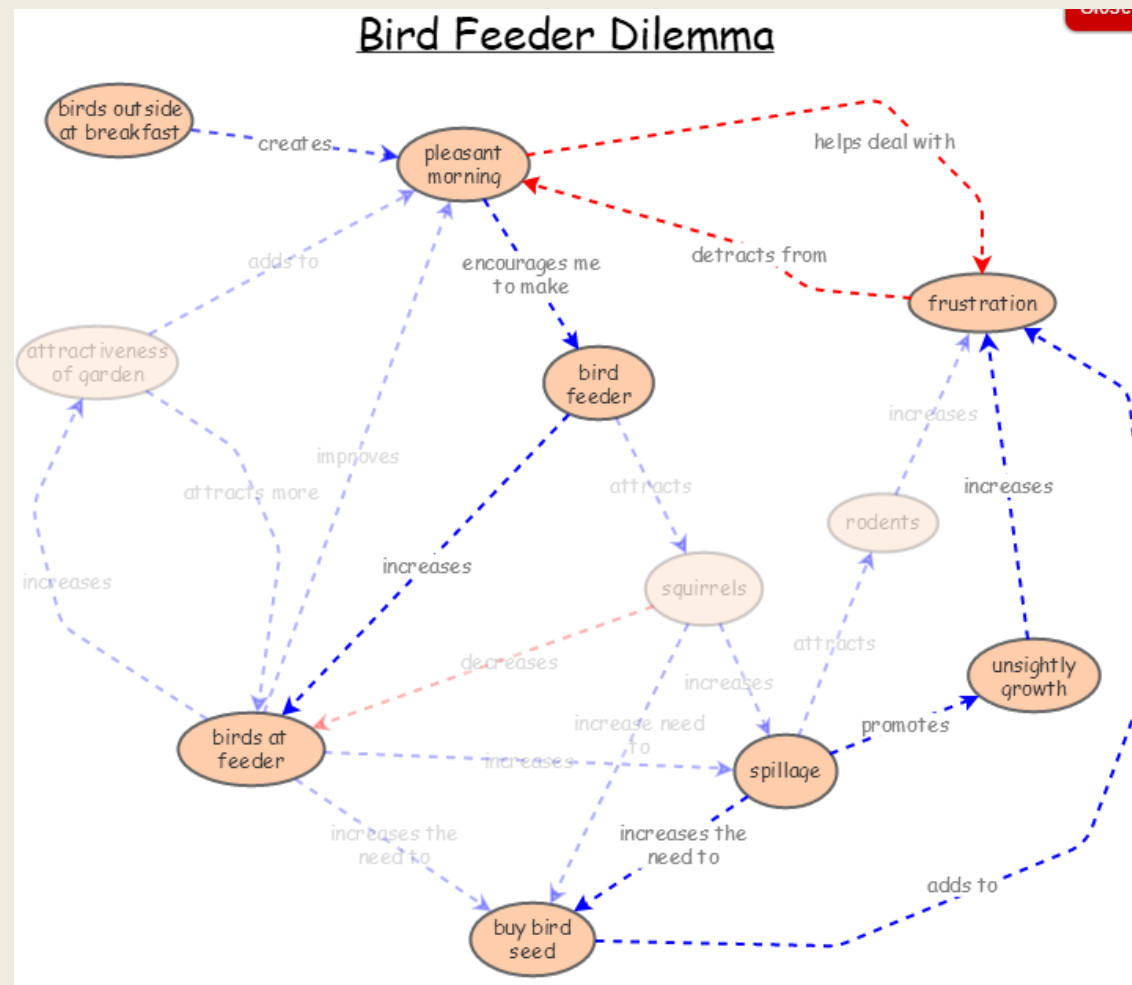 Close
Bird Feeder Dilemma
birds outside
at breakfast
creates
pleasant
morning
helps deal with
adds to
encourages me
to make
detracts from
frustration
attractiveness
of garden
bird
feeder
increases
improves
attracts more
attracts
increases
rodents
increases
increases
squirrels
decreases
attracts
increases
unsightly
growth
increase need
to
promotes
birds at
feeder
increases
spillage
increases the
need to
increases the
need to
adds to
buy bird
seed